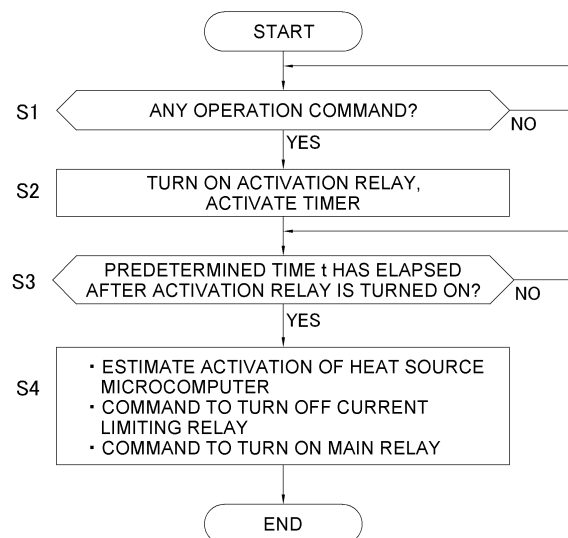 START
S1
ANY OPERATION COMMAND?
NO
YES
S2
TURN ON ACTIVATION RELAY,
ACTIVATE TIMER
S3
PREDETERMINED TIME t HAS ELAPSED
AFTER ACTIVATION RELAY IS TURNED ON?
NO
YES
S4
・ESTIMATE ACTIVATION OF HEAT SOURCE
MICROCOMPUTER
・COMMAND TO TURN OFF CURRENT
LIMITING RELAY
・COMMAND TO TURN ON MAIN RELAY
END